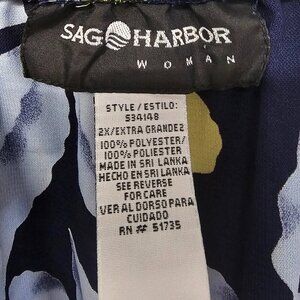 SAG HARBOR
WOMAN
STYLE / ESTILO:
S34148
2X/EXTRA GRANDE2
100% POLYESTER/
100% POLIESTER
MADE IN SRI LANKA
HECHO EN SRI LANKA
SEE REVERSE
FOR CARE
VER AL DORSO PARA
CUIDADO
RN # 51735